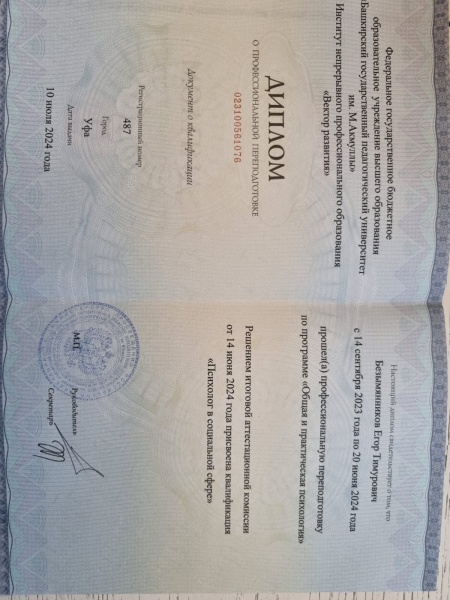 Федеральное государственное бюджетное
образовательное учреждение высшего образования
«Башкирский государственный педагогический университет
им. М.Акмуллы»
Институт непрерывного профессионального образования
«Вектор развития»
ДИПЛОМ
О ПРОФЕССИОНАЛЬНОЙ ПЕРЕПОДГОТОВКЕ
023100561076
Документ о квалификации
Регистрационный номер
487
Город
Уфа
Дата выдачи
10 июля 2024 года
Настоящий диплом свидетельствует о том, что
Безымянников Егор Тимурович
с 14 сентября 2023 года по 20 июня 2024 года
прошел(а) профессиональную переподготовку
по программе «Общая и практическая психология»
Решением итоговой аттестационной комиссии
от 14 июня 2024 года присвоена квалификация
«Психолог в социальной сфере»
М.П.
Руководитель
Секретарь